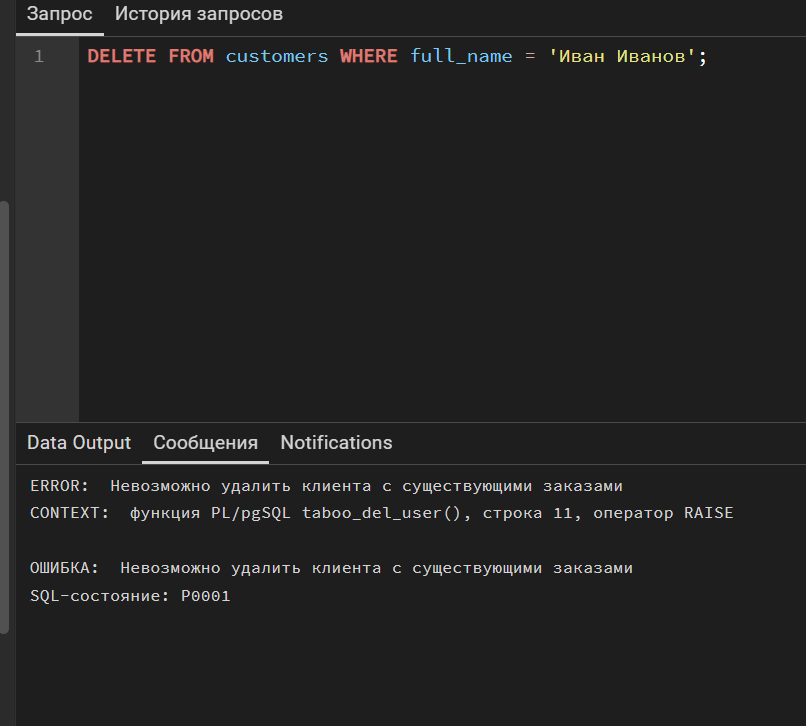 Запрос История запросов
1 DELETE FROM customers WHERE full_name = 'Иван Иванов';
Data Output Сообщения Notifications
ERROR: Невозможно удалить клиента с существующими заказами
CONTEXT: функция PL/pgSQL taboo_del_user(), строка 11, оператор RAISE
ОШИБКА: Невозможно удалить клиента с существующими заказами
SQL-состояние: P0001